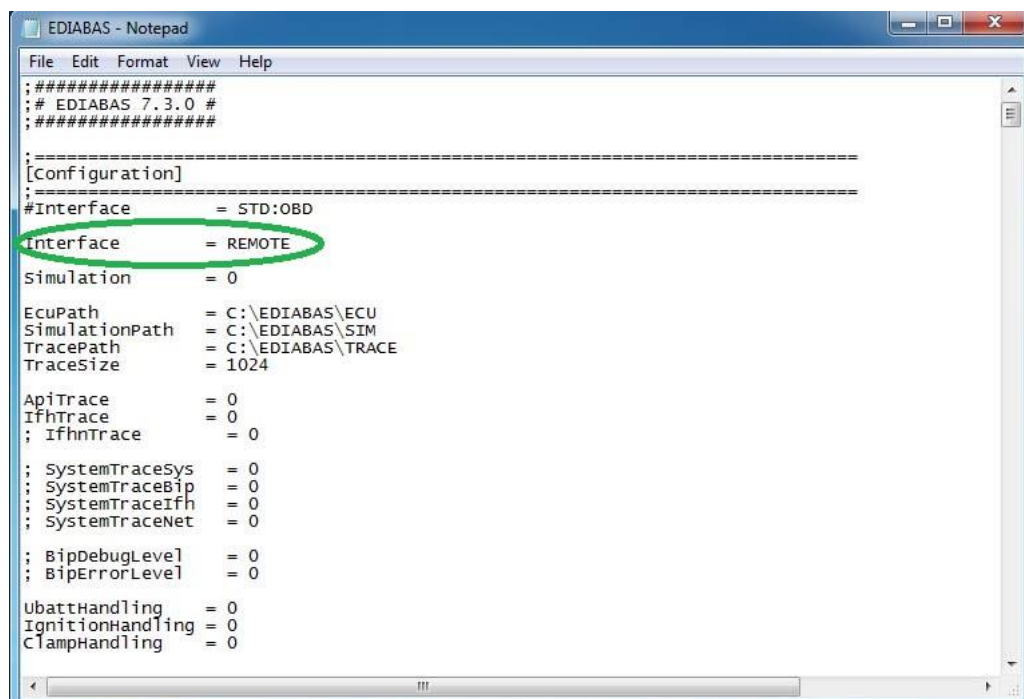 EDIABAS - Notepad
File Edit Format View Help
;#################
;# EDIABAS 7.3.0 #
;#################
;==============================================================================
[Configuration]
;==============================================================================
#Interface = STD:OBD
Interface = REMOTE
Simulation = 0
EcuPath = C:\EDIABAS\ECU
SimulationPath = C:\EDIABAS\SIM
TracePath = C:\EDIABAS\TRACE
TraceSize = 1024
ApiTrace = 0
IfhTrace = 0
; IfhnTrace = 0
; SystemTraceSys = 0
; SystemTraceBip = 0
; SystemTraceIfh = 0
; SystemTraceNet = 0
; BipDebugLevel = 0
; BipErrorLevel = 0
UbattHandling = 0
IgnitionHandling = 0
ClampHandling = 0